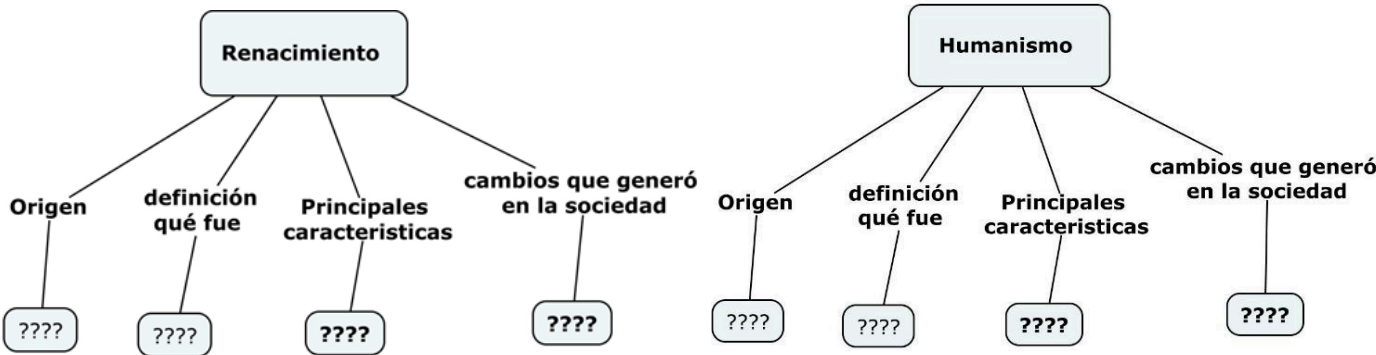 Renacimiento
Origen
definición
qué fue
Principales
caracteristicas
cambios que generó
en la sociedad
????
????
????
????
Humanismo
Origen
definición
qué fue
Principales
caracteristicas
cambios que generó
en la sociedad
????
????
????
????